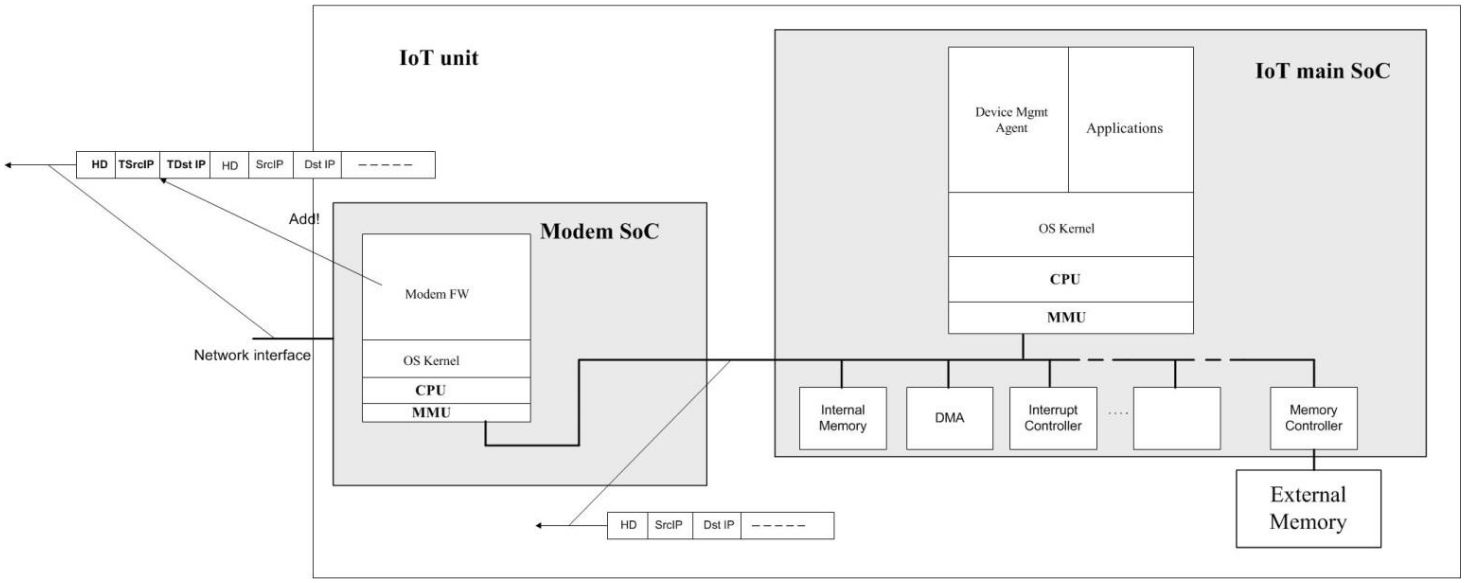 IoT unit
IoT main SoC
Device Mgmt
Agent
Applications
HD TSrcIP TDst IP HD SrcIP Dst IP
Add!
Modem SoC
OS Kernel
CPU
Modem FW
MMU
Network interface
OS Kernel
CPU
MMU
Internal
Memory
DMA
Interrupt
Controller
....
Memory
Controller
External
Memory
HD SrcIP Dst IP